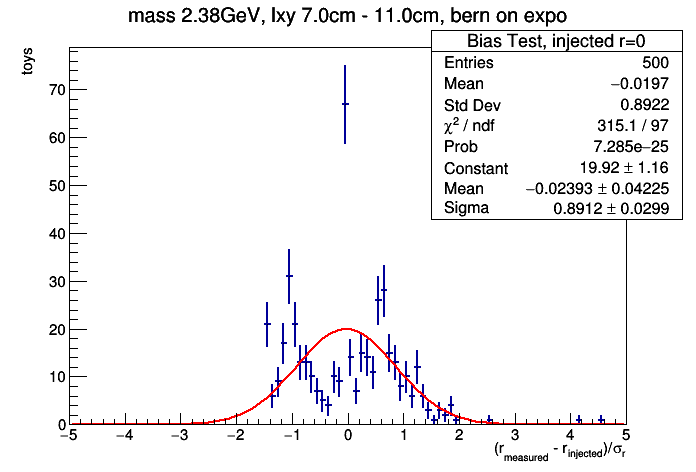 mass 2.38GeV, lxy 7.0cm - 11.0cm, bern on expo
toys
Bias Test, injected r=0
Entries 500
Mean −0.0197
Std Dev 0.8922
χ² / ndf 315.1 / 97
Prob 7.285e−25
Constant 19.92 ± 1.16
Mean −0.02393 ± 0.04225
Sigma 0.8912 ± 0.0299
70
60
50
40
30
20
10
0
−5 −4 −3 −2 −1 0 1 2 3 4 5
(r_measured - r_injected)/σ_r